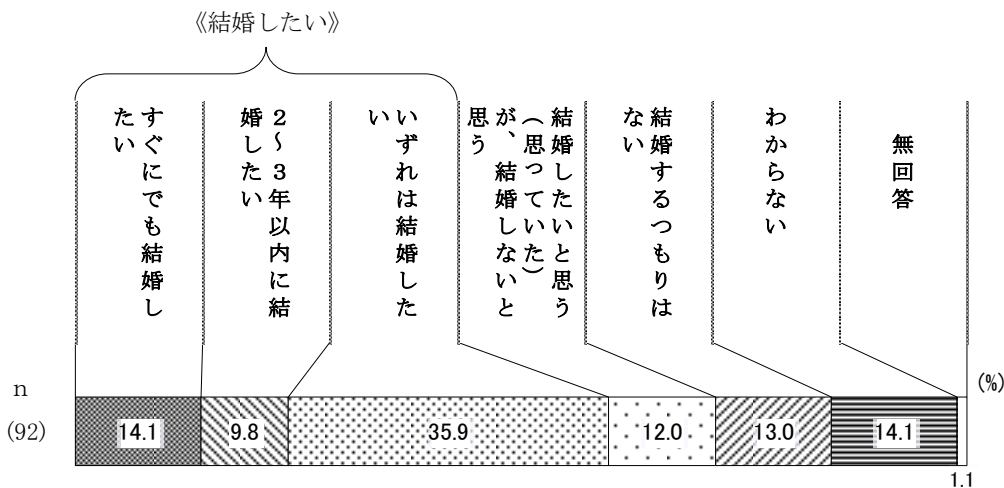 《結婚したい》
すぐにでも結婚し
たい
2～3年以内に結
婚したい
いずれは結婚した
い
結婚したいと思う
（思っていた）
が、結婚しないと
思う
結婚するつもりは
ない
わからない
無回答
(%)
n
(92)
14.1
9.8
35.9
12.0
13.0
14.1
1.1